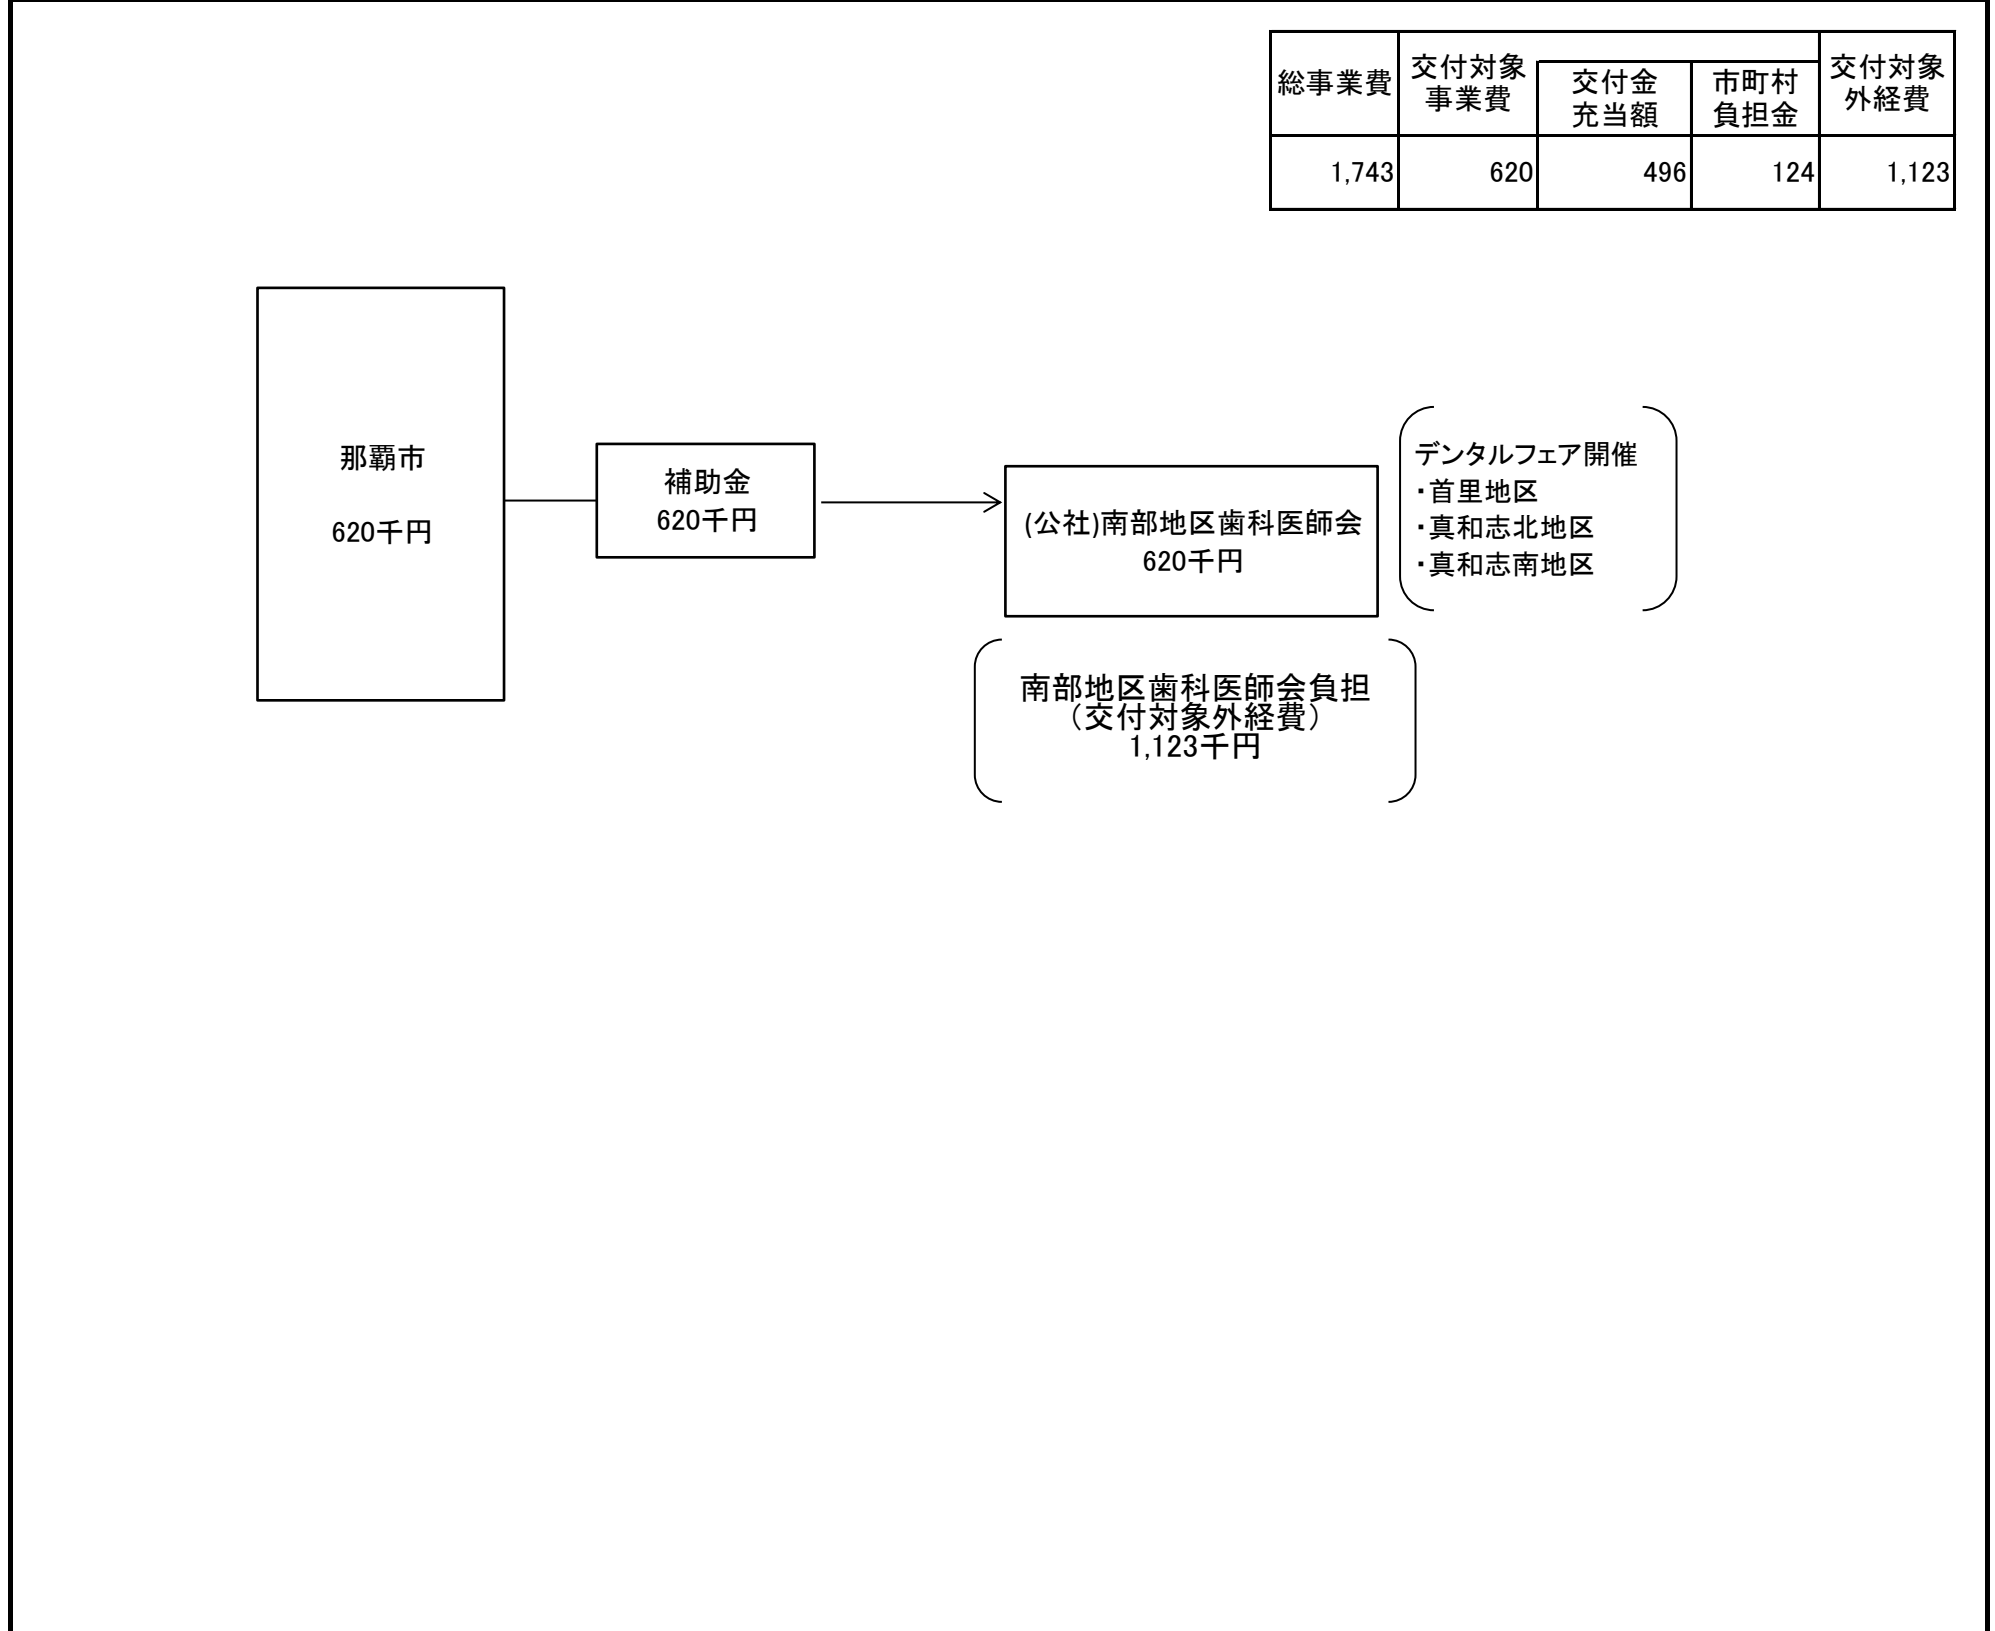 総事業費
交付対象
事業費
交付金
充当額
市町村
負担金
交付対象
外経費
1,743
620
496
124
1,123
那覇市
620千円
補助金
620千円
(公社)南部地区歯科医師会
620千円
デンタルフェア開催
・首里地区
・真和志北地区
・真和志南地区
南部地区歯科医師会負担
（交付対象外経費）
1,123千円